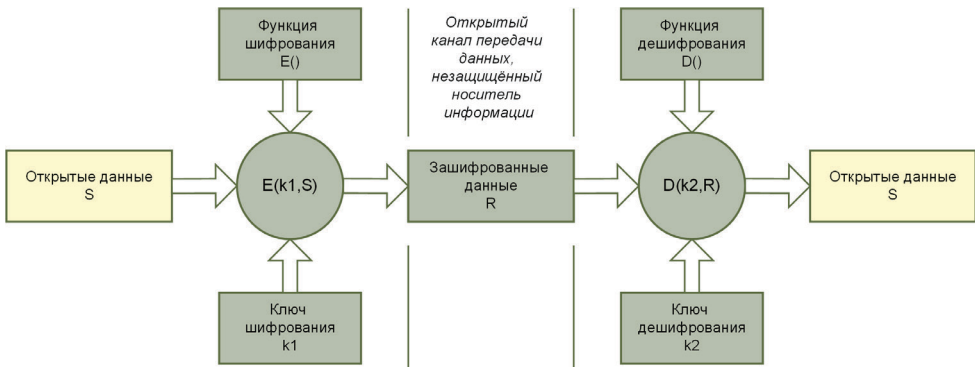 Функция
шифрования
E()
Открытый
канал передачи
данных,
незащищённый
носитель
информации
Функция
дешифрования
D()
Открытые данные
S
E(k1,S)
Зашифрованные
данные
R
D(k2,R)
Открытые данные
S
Ключ
шифрования
k1
Ключ
дешифрования
k2